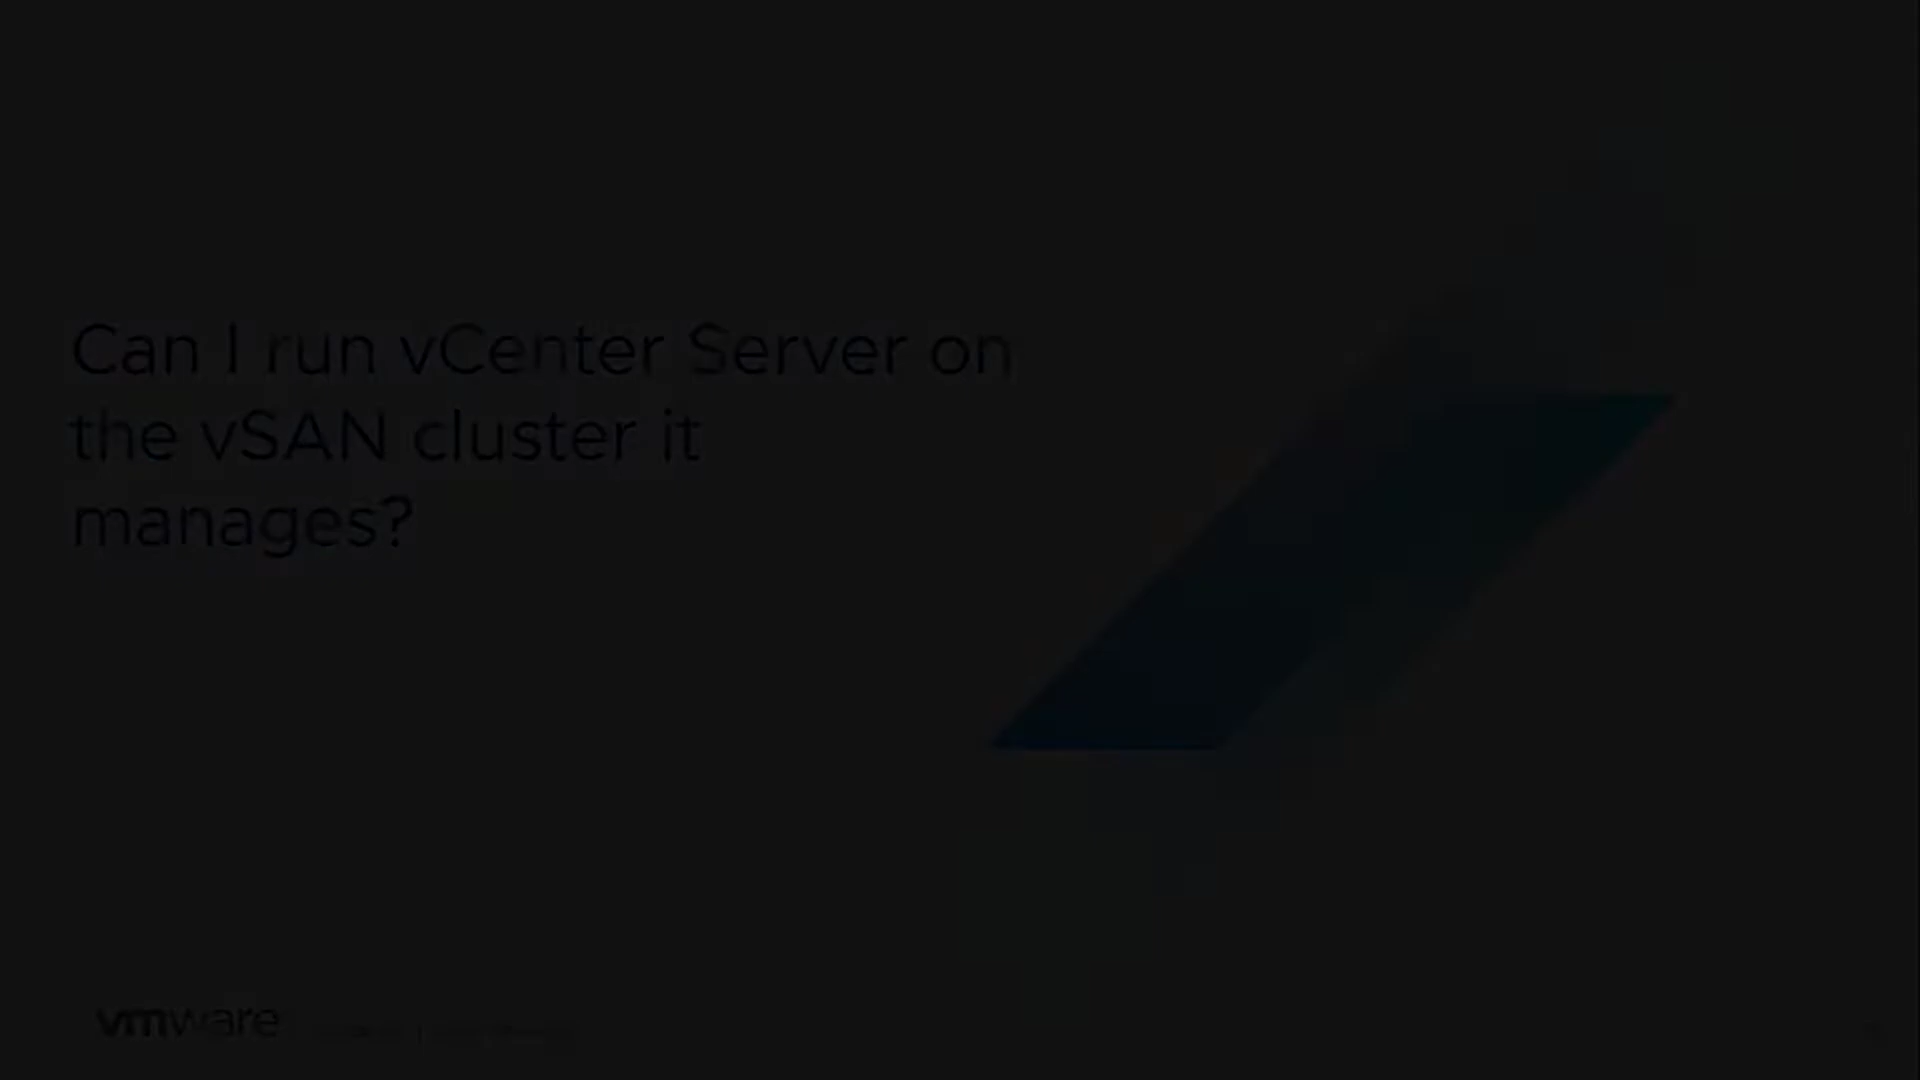 Can I run vCenter Server on
the vSAN cluster it
manages?
vmware